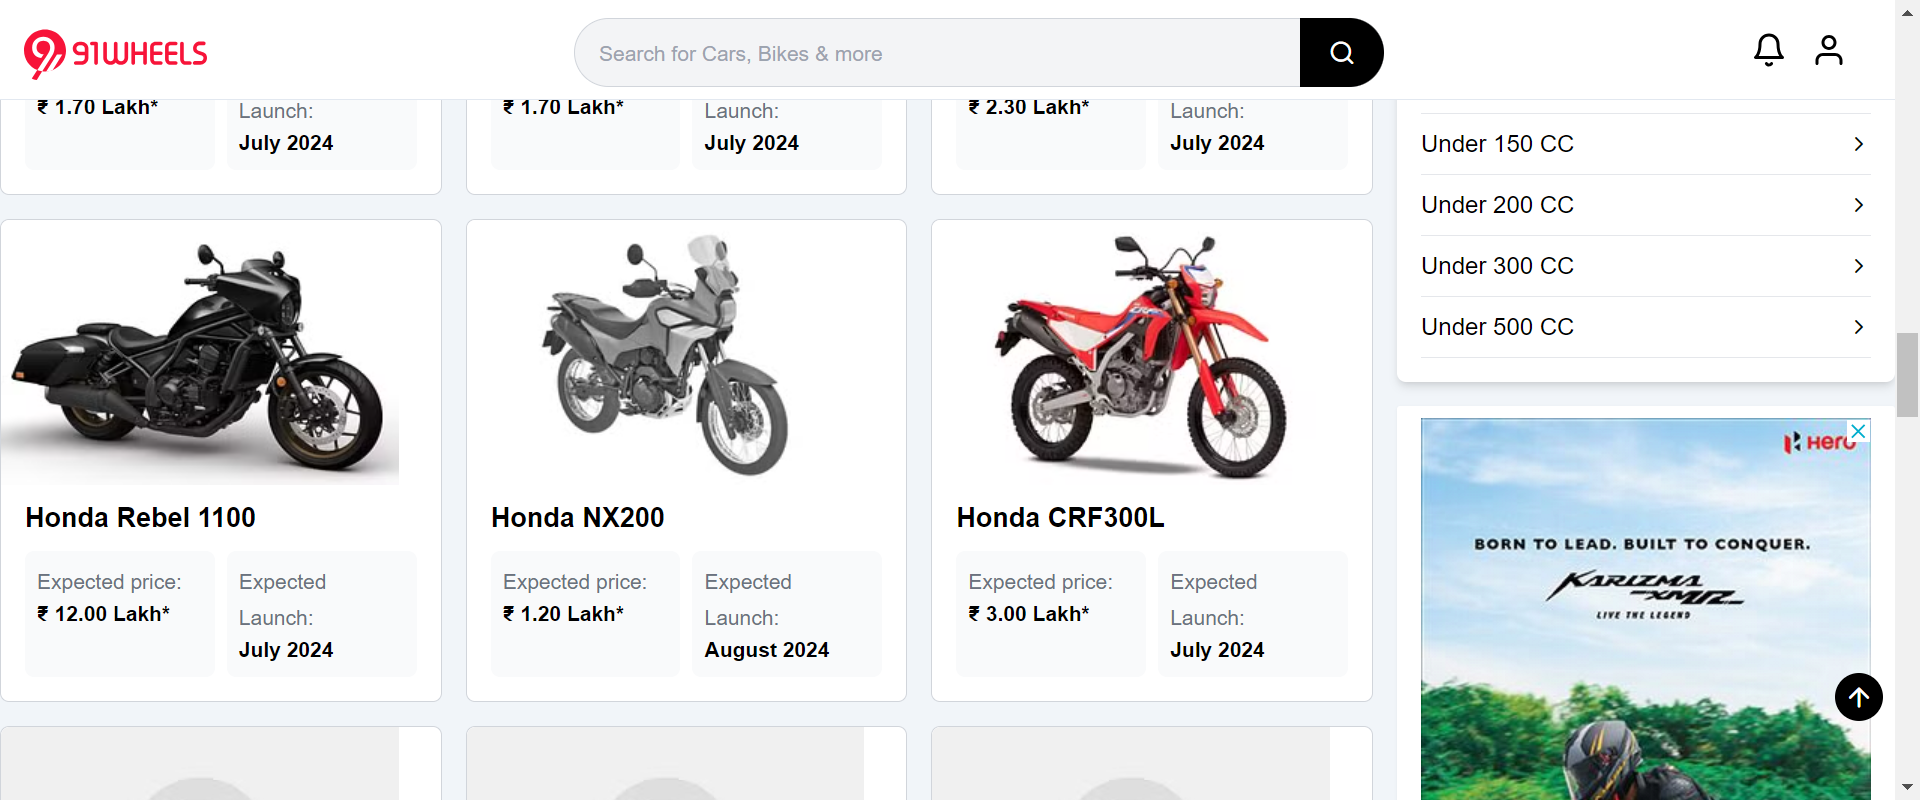 91WHEELS
Search for Cars, Bikes & more
₹ 1.70 Lakh*
Launch:
July 2024
₹ 1.70 Lakh*
Launch:
July 2024
₹ 2.30 Lakh*
Launch:
July 2024
Honda Rebel 1100
Expected price:
₹ 12.00 Lakh*
Expected
Launch:
July 2024
Honda NX200
Expected price:
₹ 1.20 Lakh*
Expected
Launch:
August 2024
CRF
Honda CRF300L
Expected price:
₹ 3.00 Lakh*
Expected
Launch:
July 2024
Under 150 CC
Under 200 CC
Under 300 CC
Under 500 CC
Hero
BORN TO LEAD. BUILT TO CONQUER.
KARIZMA
XMR
LIVE THE LEGEND